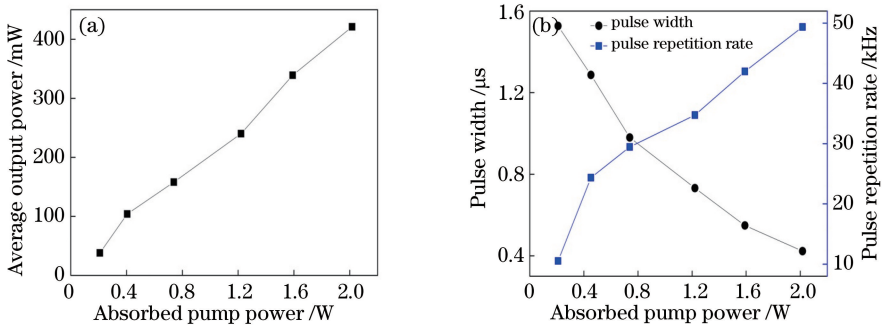 (a)
Average output power /mW
400
300
200
100
0
0 0.4 0.8 1.2 1.6 2.0
Absorbed pump power /W
(b)
pulse width
pulse repetition rate
Pulse width /μs
1.6
1.2
0.8
0.4
Pulse repetition rate /kHz
50
40
30
20
10
0 0.4 0.8 1.2 1.6 2.0
Absorbed pump power /W